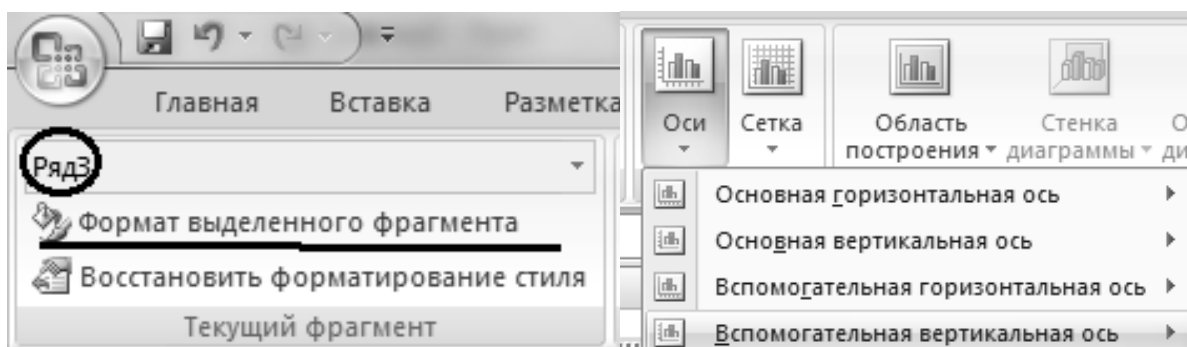 Главная Вставка Разметка
Ряд3
Формат выделенного фрагмента
Восстановить форматирование стиля
Текущий фрагмент
Оси Сетка Область построения Стенка диаграммы
Основная горизонтальная ось
Основная вертикальная ось
Вспомогательная горизонтальная ось
Вспомогательная вертикальная ось